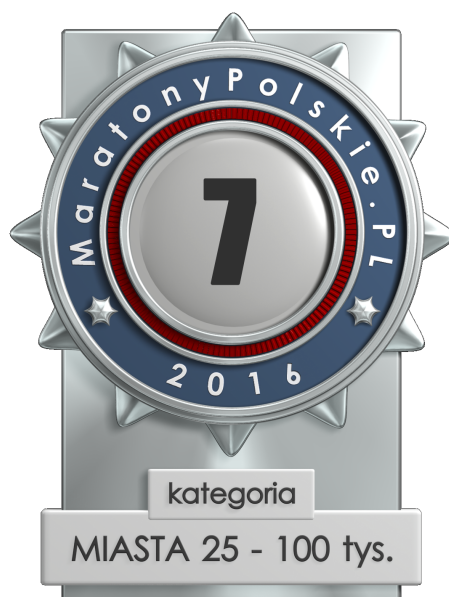 MaratonyPolskie.PL
7
2016
kategoria
MIASTA 25 - 100 tys.